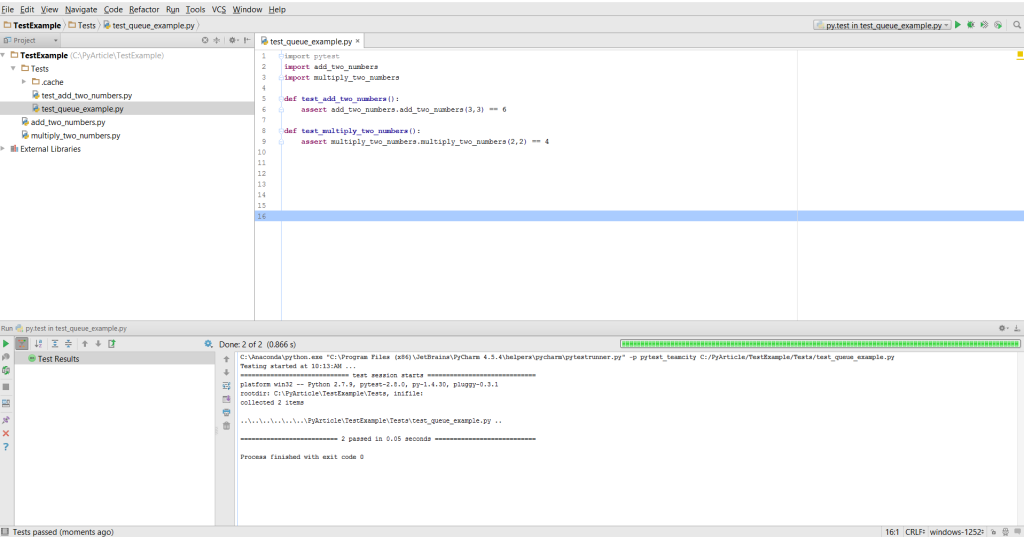 File Edit View Navigate Code Refactor Run Tools VCS Window Help
TestExample Tests test_queue_example.py
py.test in test_queue_example.py
Project
test_queue_example.py ×
TestExample (C:\PyArticle\TestExample)
Tests
.cache
test_add_two_numbers.py
test_queue_example.py
add_two_numbers.py
multiply_two_numbers.py
External Libraries
1 import pytest
2 import add_two_numbers
3 import multiply_two_numbers
4
5 def test_add_two_numbers():
6 assert add_two_numbers.add_two_numbers(3,3) == 6
7
8 def test_multiply_two_numbers():
9 assert multiply_two_numbers.multiply_two_numbers(2,2) == 4
10
11
12
13
14
15
16
Run py.test in test_queue_example.py
Done: 2 of 2 (0.866 s)
Test Results
C:\Anaconda\python.exe "C:\Program Files (x86)\JetBrains\PyCharm 4.5.4\helpers\pycharm\pytestrunner.py" -p pytest_teamcity C:/PyArticle/TestExample/Tests/test_queue_example.py
Testing started at 10:13AM ...
============================= test session starts =============================
platform win32 -- Python 2.7.9, pytest-2.8.0, py-1.4.30, pluggy-0.3.1
rootdir: C:\PyArticle\TestExample\Tests, inifile:
collected 2 items
..\..\..\..\..\..\PyArticle\TestExample\Tests\test_queue_example.py ..
========================== 2 passed in 0.05 seconds ===========================
Process finished with exit code 0
Tests passed (moments ago)
16:1 CRLF÷ windows-1252÷